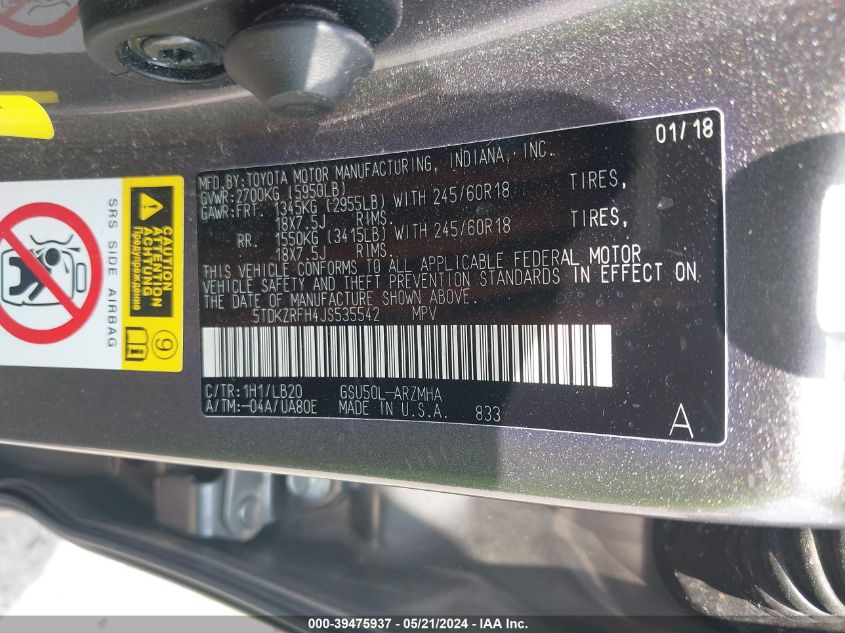 01/18
MFD.BY:TOYOTA MOTOR MANUFACTURING, INDIANA, INC.
GVWR:2700KG (5950LB)
GAWR:FRT. 1345KG (2955LB) WITH 245/60R18 TIRES,
18X7.5J RIMS.
RR. 1550KG (3415LB) WITH 245/60R18 TIRES,
18X7.5J RIMS.
THIS VEHICLE CONFORMS TO ALL APPLICABLE FEDERAL MOTOR
VEHICLE SAFETY AND THEFT PREVENTION STANDARDS IN EFFECT ON
THE DATE OF MANUFACTURE SHOWN ABOVE.
5TDKZRFH4JS535542 MPV
C/TR:1H1/LB20 GSU50L-ARZMHA
A/TM:-04A/UA80E MADE IN U.S.A. 833
A
SRS SIDE AIRBAG
CAUTION
ATTENTION
ACHTUNG
Предупреждение
9
000-39475937 - 05/21/2024 - IAA Inc.